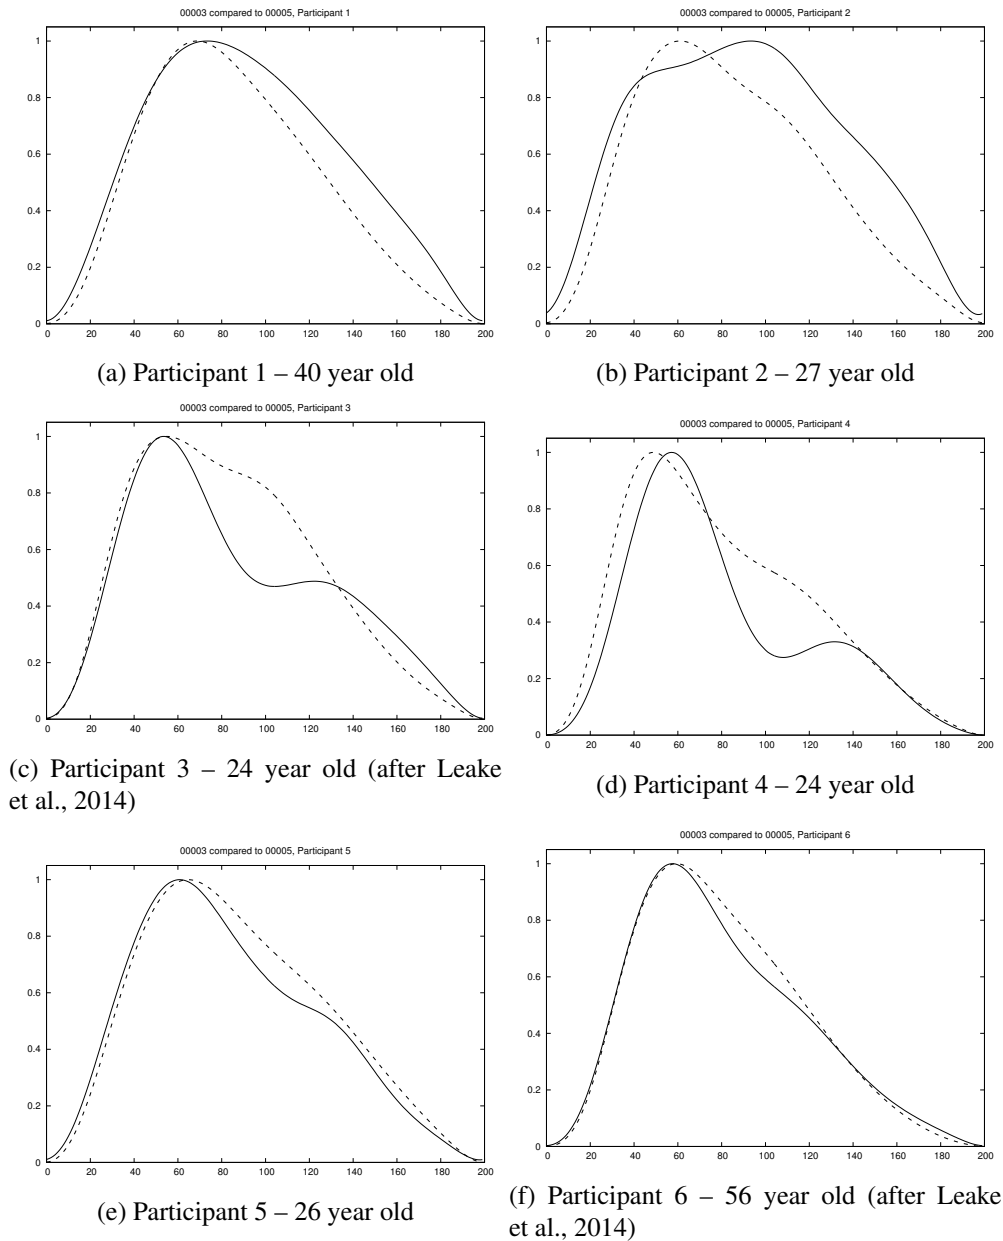 00003 compared to 00005, Participant 1
1
0.8
0.6
0.4
0.2
0
0 20 40 60 80 100 120 140 160 180 200
(a) Participant 1 – 40 year old
00003 compared to 00005, Participant 2
1
0.8
0.6
0.4
0.2
0
0 20 40 60 80 100 120 140 160 180 200
(b) Participant 2 – 27 year old
00003 compared to 00005, Participant 3
1
0.8
0.6
0.4
0.2
0
0 20 40 60 80 100 120 140 160 180 200
(c) Participant 3 – 24 year old (after Leake
et al., 2014)
00003 compared to 00005, Participant 4
1
0.8
0.6
0.4
0.2
0
0 20 40 60 80 100 120 140 160 180 200
(d) Participant 4 – 24 year old
00003 compared to 00005, Participant 5
1
0.8
0.6
0.4
0.2
0
0 20 40 60 80 100 120 140 160 180 200
(e) Participant 5 – 26 year old
00003 compared to 00005, Participant 6
1
0.8
0.6
0.4
0.2
0
0 20 40 60 80 100 120 140 160 180 200
(f) Participant 6 – 56 year old (after Leake
et al., 2014)